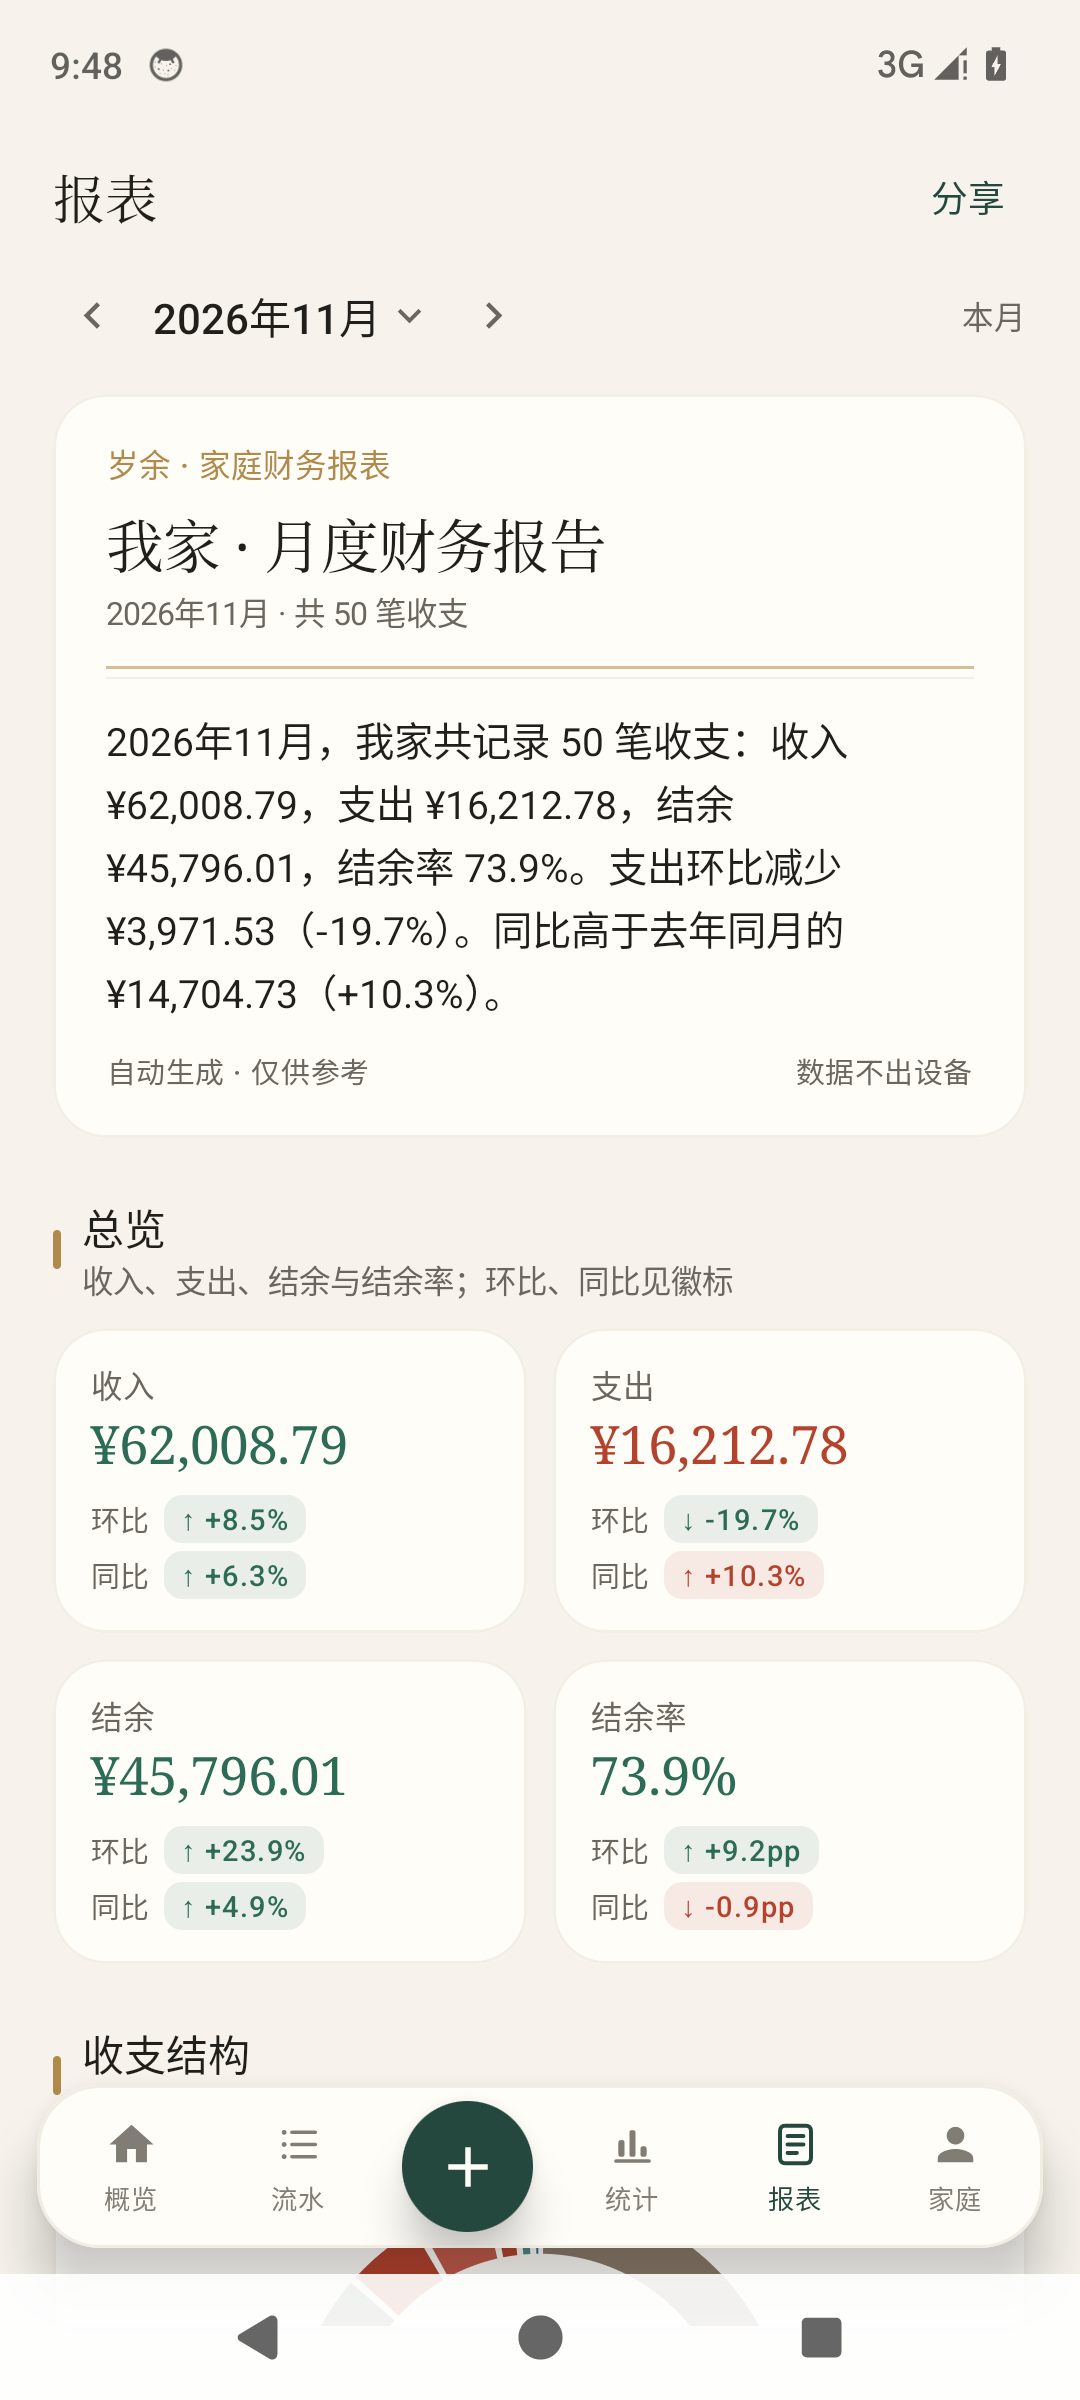 9:48
3G
报表
分享
2026年11月
本月
岁余 · 家庭财务报表
我家 · 月度财务报告
2026年11月 · 共 50 笔收支
2026年11月，我家共记录 50 笔收支：收入
¥62,008.79，支出 ¥16,212.78，结余
¥45,796.01，结余率 73.9%。支出环比减少
¥3,971.53（-19.7%）。同比高于去年同月的
¥14,704.73（+10.3%）。
自动生成 · 仅供参考
数据不出设备
总览
收入、支出、结余与结余率；环比、同比见徽标
收入
¥62,008.79
环比 ↑ +8.5%
同比 ↑ +6.3%
支出
¥16,212.78
环比 ↓ -19.7%
同比 ↑ +10.3%
结余
¥45,796.01
环比 ↑ +23.9%
同比 ↑ +4.9%
结余率
73.9%
环比 ↑ +9.2pp
同比 ↓ -0.9pp
收支结构
概览
流水
统计
报表
家庭